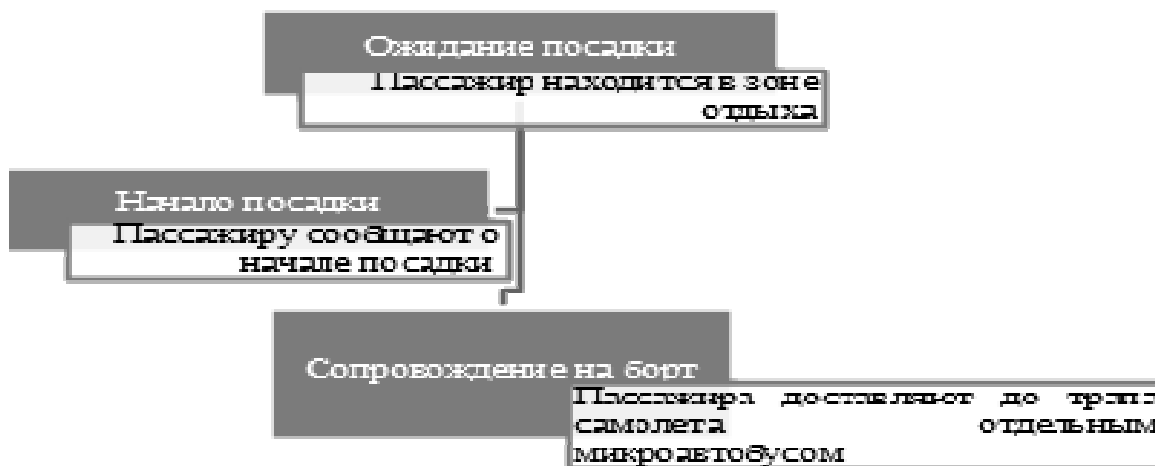 Ожидание посадки
Пассажир находится в зоне
отдыха
Начало посадки
Пассажиру сообщают о
начале посадки
Сопровождение на борт
Пассажира доставляют до трапа
самолета отдельным
микроавтобусом